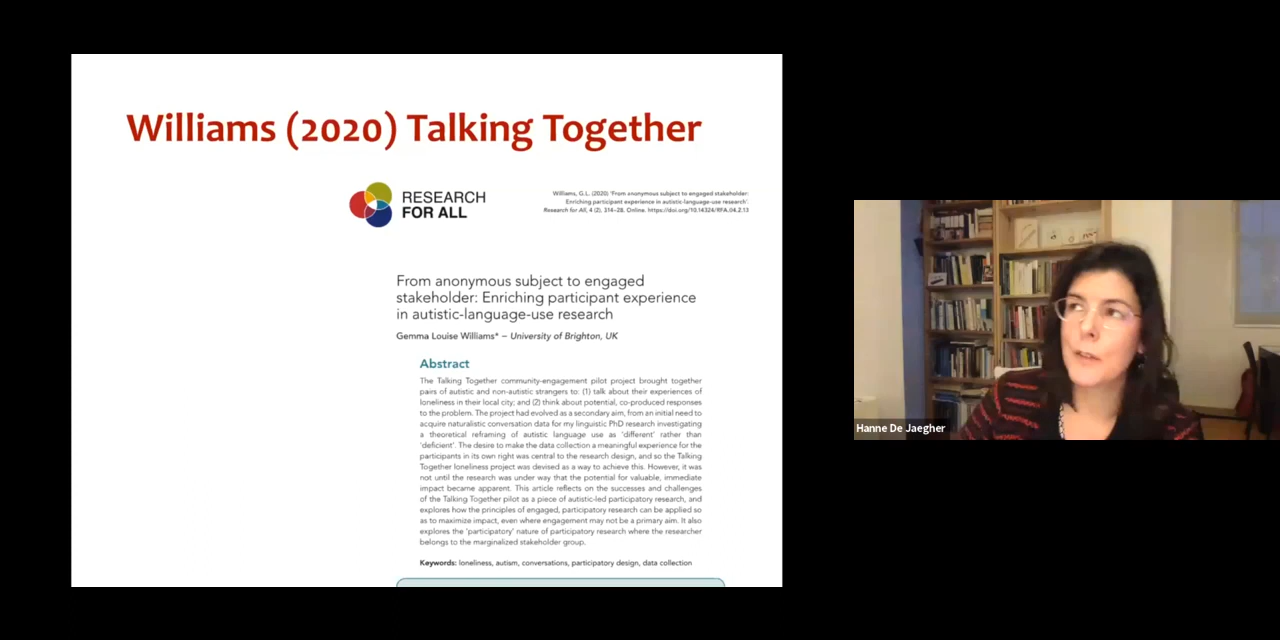 Williams (2020) Talking Together
RESEARCH
FOR ALL
Williams, G.L. (2020) 'From anonymous subject to engaged stakeholder:
Enriching participant experience in autistic-language-use research'.
Research for All, 4 (2), 314–28. Online. https://doi.org/10.14324/RFA.04.2.13
From anonymous subject to engaged
stakeholder: Enriching participant experience
in autistic-language-use research
Gemma Louise Williams* – University of Brighton, UK
Abstract
The Talking Together community-engagement pilot project brought together
pairs of autistic and non-autistic strangers to: (1) talk about their experiences of
loneliness in their local city; and (2) think about potential, co-produced responses
to the problem. The project had evolved as a secondary aim, from an initial need to
acquire naturalistic conversation data for my linguistic PhD research investigating
a theoretical reframing of autistic language use as 'different' rather than
'deficient'. The desire to make the data collection a meaningful experience for the
participants in its own right was central to the research design, and so the Talking
Together loneliness project was devised as a way to achieve this. However, it was
not until the research was under way that the potential for valuable, immediate
impact became apparent. This article reflects on the successes and challenges
of the Talking Together pilot as a piece of autistic-led participatory research, and
explores how the principles of engaged, participatory research can be applied so
as to maximize impact, even where engagement may not be a primary aim. It also
explores the 'participatory' nature of participatory research where the researcher
belongs to the marginalized stakeholder group.
Keywords: loneliness, autism, conversations, participatory design, data collection
Hanne De Jaegher